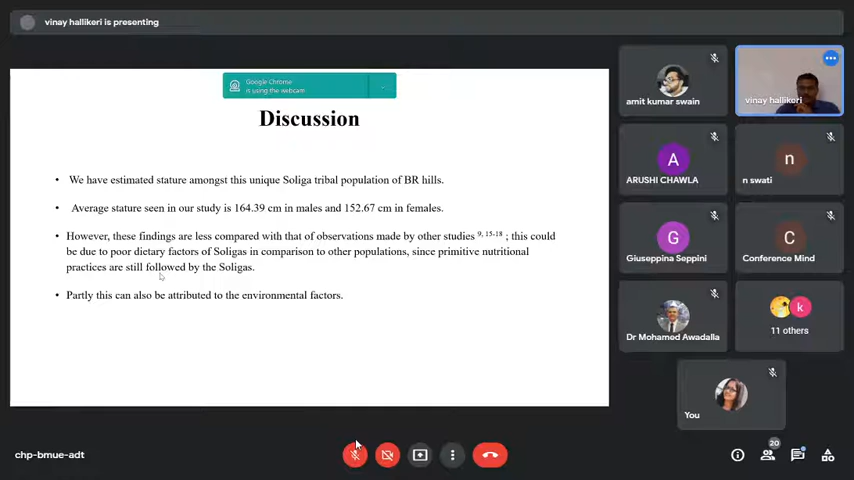 vinay hallikeri is presenting
Google Chrome
is using the webcam
Discussion
• We have estimated stature amongst this unique Soliga tribal population of BR hills.
• Average stature seen in our study is 164.39 cm in males and 152.67 cm in females.
• However, these findings are less compared with that of observations made by other studies 9, 15-18 ; this could
be due to poor dietary factors of Soligas in comparison to other populations, since primitive nutritional
practices are still followed by the Soligas.
• Partly this can also be attributed to the environmental factors.
amit kumar swain
vinay hallikeri
A
ARUSHI CHAWLA
n
n swati
G
Giuseppina Seppini
C
Conference Mind
Dr Mohamed Awadalla
k
11 others
You
chp-bmue-adt
20